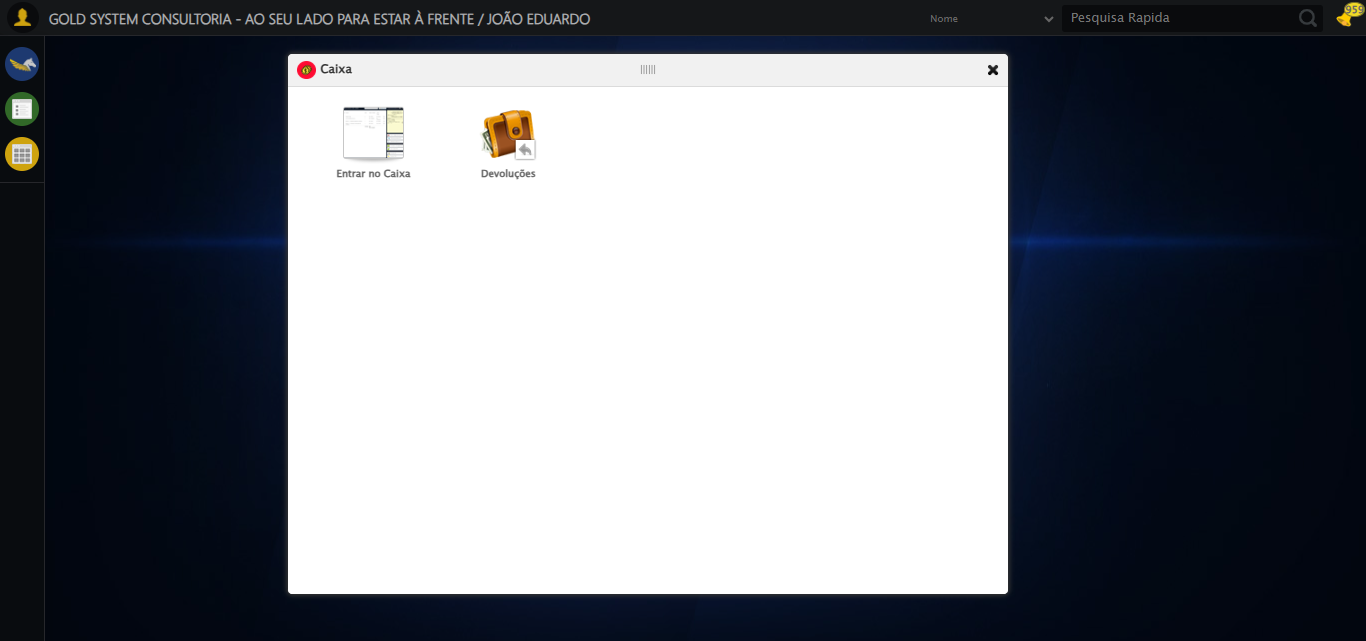 GOLD SYSTEM CONSULTORIA - AO SEU LADO PARA ESTAR À FRENTE / JOÃO EDUARDO
Nome
Pesquisa Rapida
959
Caixa
Entrar no Caixa
Devoluções